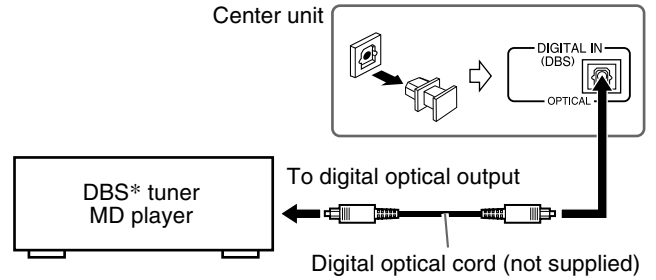 Center unit
DIGITAL IN
(DBS)
OPTICAL
DBS* tuner
MD player
To digital optical output
Digital optical cord (not supplied)